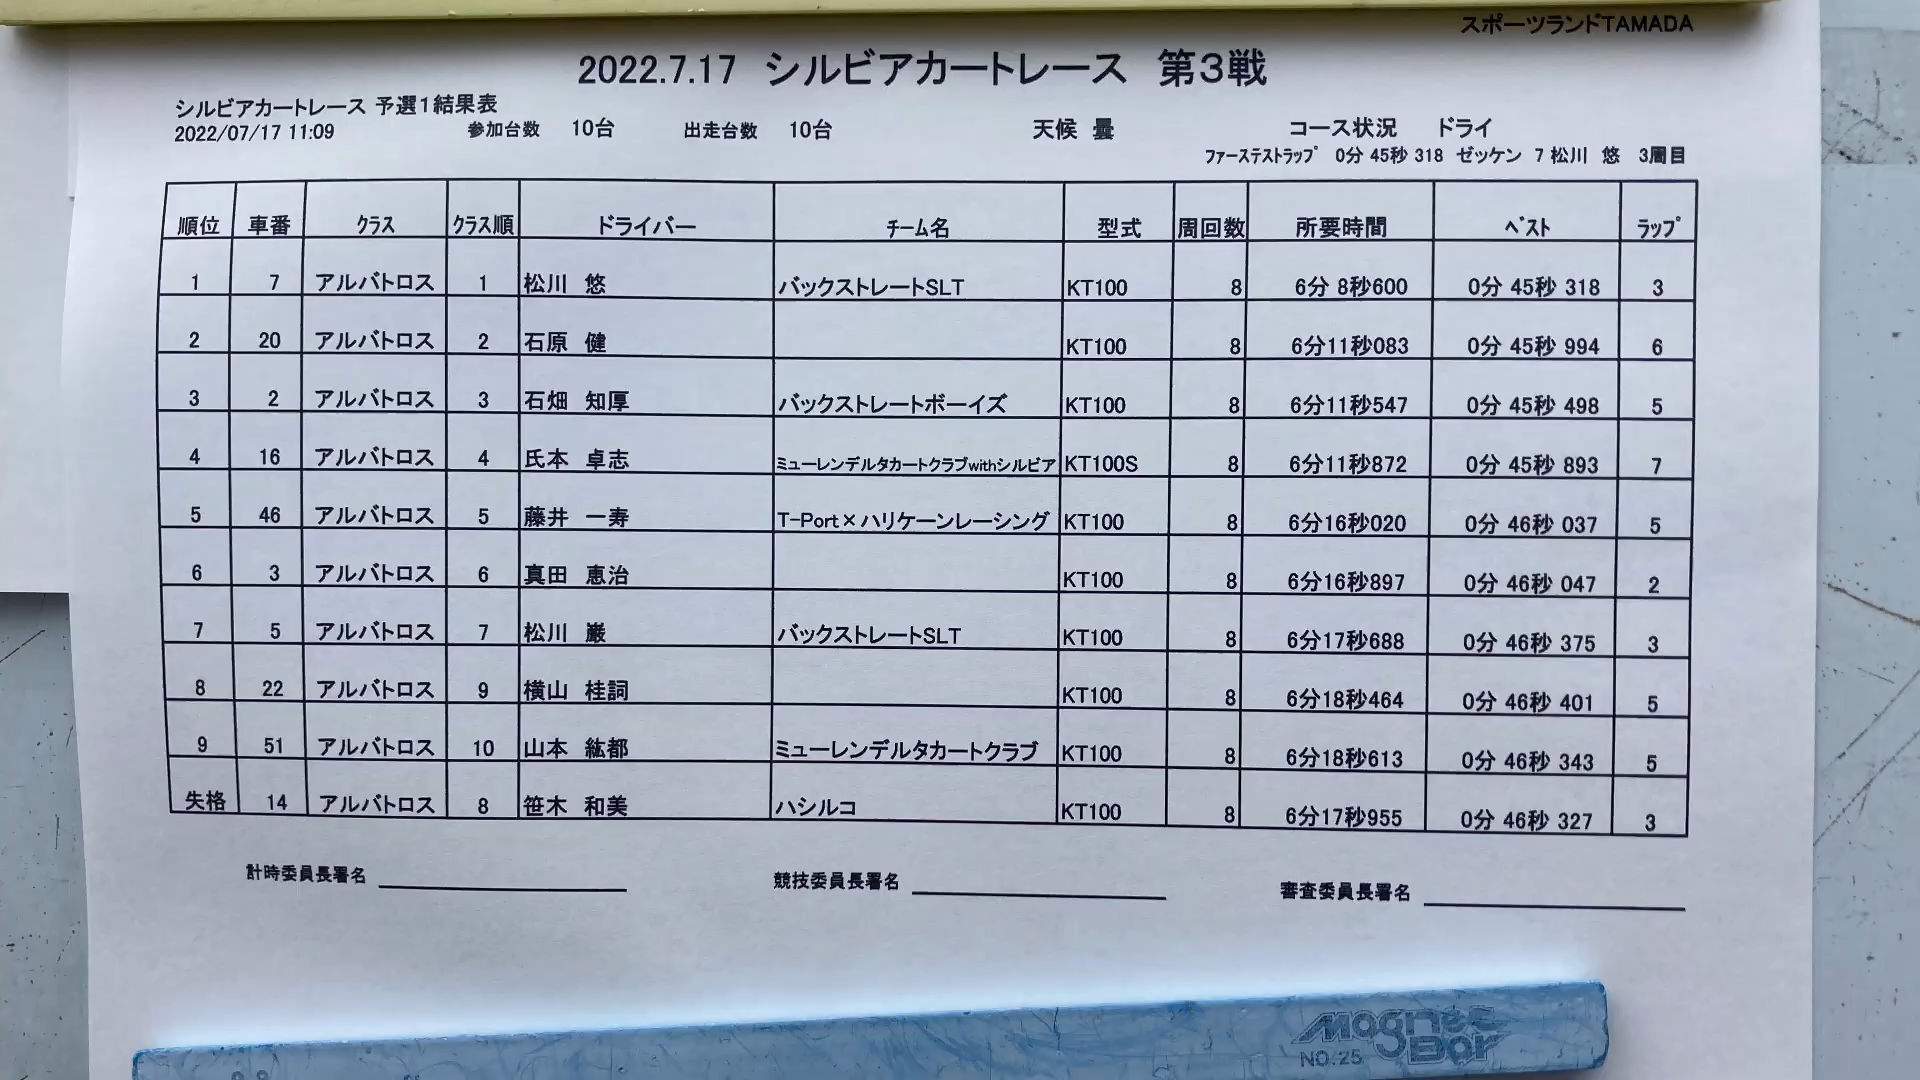 スポーツランドTAMADA
2022.7.17 シルビアカートレース 第3戦
シルビアカートレース 予選1結果表
2022/07/17 11:09 参加台数 10台 出走台数 10台 天候 曇 コース状況 ドライ
ファーステストラップ 0分 45秒 318 ゼッケン 7 松川 悠 3周目
順位 車番 クラス クラス順 ドライバー チーム名 型式 周回数 所要時間 ベスト ラップ
1 7 アルバトロス 1 松川 悠 バックストレートSLT KT100 8 6分 8秒600 0分 45秒 318 3
2 20 アルバトロス 2 石原 健 KT100 8 6分11秒083 0分 45秒 994 6
3 2 アルバトロス 3 石畑 知厚 バックストレートボーイズ KT100 8 6分11秒547 0分 45秒 498 5
4 16 アルバトロス 4 氏本 卓志 ミューレンデルタカートクラブwithシルビア KT100S 8 6分11秒872 0分 45秒 893 7
5 46 アルバトロス 5 藤井 一寿 T-Port×ハリケーンレーシング KT100 8 6分16秒020 0分 46秒 037 5
6 3 アルバトロス 6 真田 恵治 KT100 8 6分16秒897 0分 46秒 047 2
7 5 アルバトロス 7 松川 巌 バックストレートSLT KT100 8 6分17秒688 0分 46秒 375 3
8 22 アルバトロス 9 横山 桂詞 KT100 8 6分18秒464 0分 46秒 401 5
9 51 アルバトロス 10 山本 紘都 ミューレンデルタカートクラブ KT100 8 6分18秒613 0分 46秒 343 5
失格 14 アルバトロス 8 笹木 和美 ハシルコ KT100 8 6分17秒955 0分 46秒 327 3
計時委員長署名 競技委員長署名 審査委員長署名
Magnet Bar
NO.25